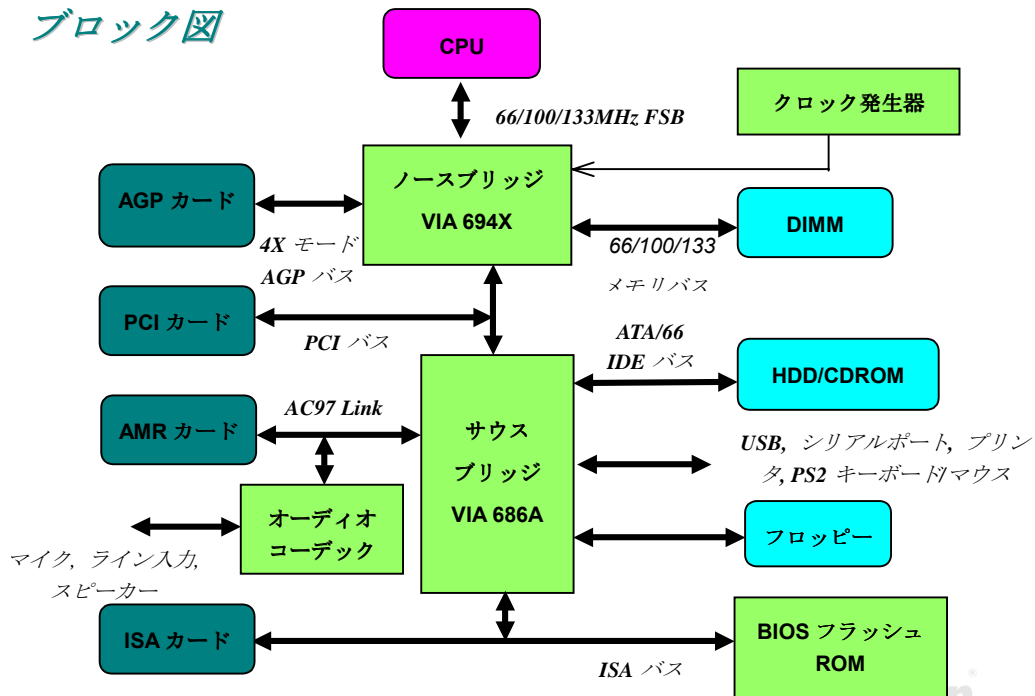 ブロック図
CPU
66/100/133MHz FSB
クロック発生器
ノースブリッジ
VIA 694X
AGP カード
4X モード
AGP バス
DIMM
66/100/133
メモリバス
PCI カード
PCI バス
ATA/66
IDE バス
HDD/CDROM
AMR カード
AC97 Link
サウス
ブリッジ
VIA 686A
USB, シリアルポート, プリン
タ, PS2 キーボード/マウス
オーディオ
コーデック
フロッピー
マイク, ライン入力,
スピーカー
ISA カード
ISA バス
BIOS フラッシュ
ROM